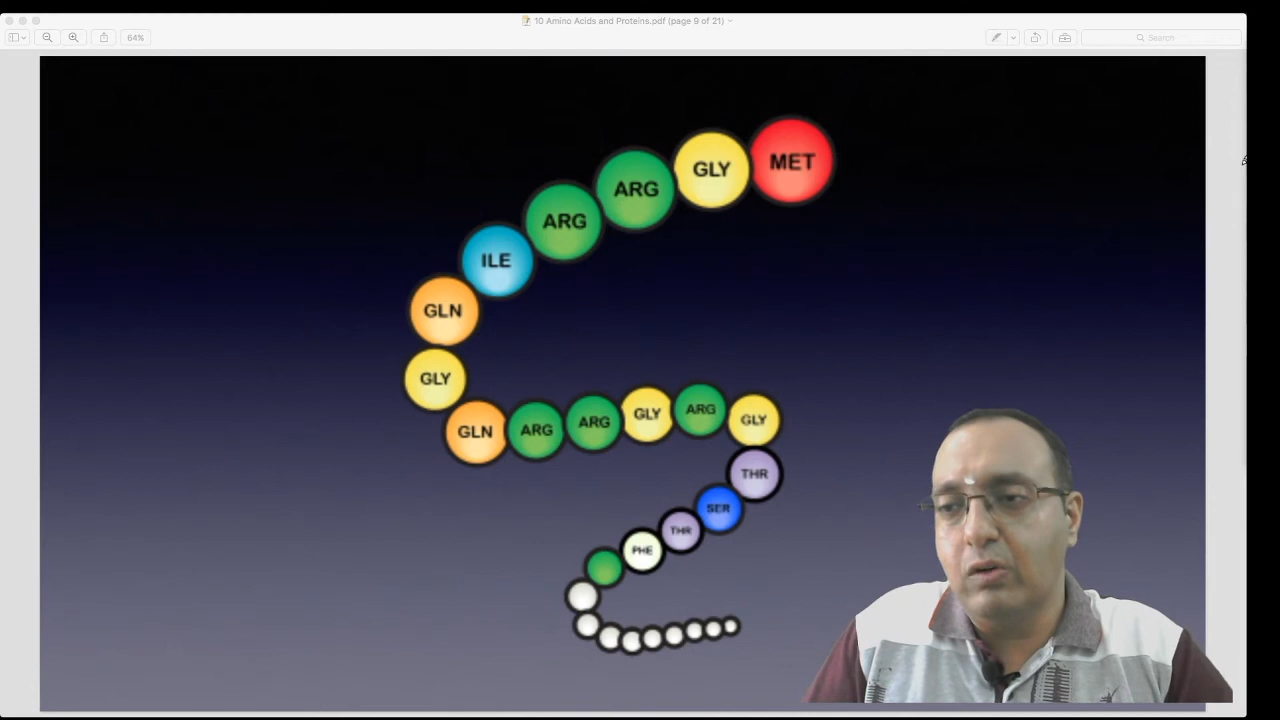 10 Amino Acids and Proteins.pdf (page 9 of 21)
64%
Search
MET
GLY
ARG
ARG
ILE
GLN
GLY
GLN
ARG
ARG
GLY
ARG
GLY
THR
SER
THR
PHE